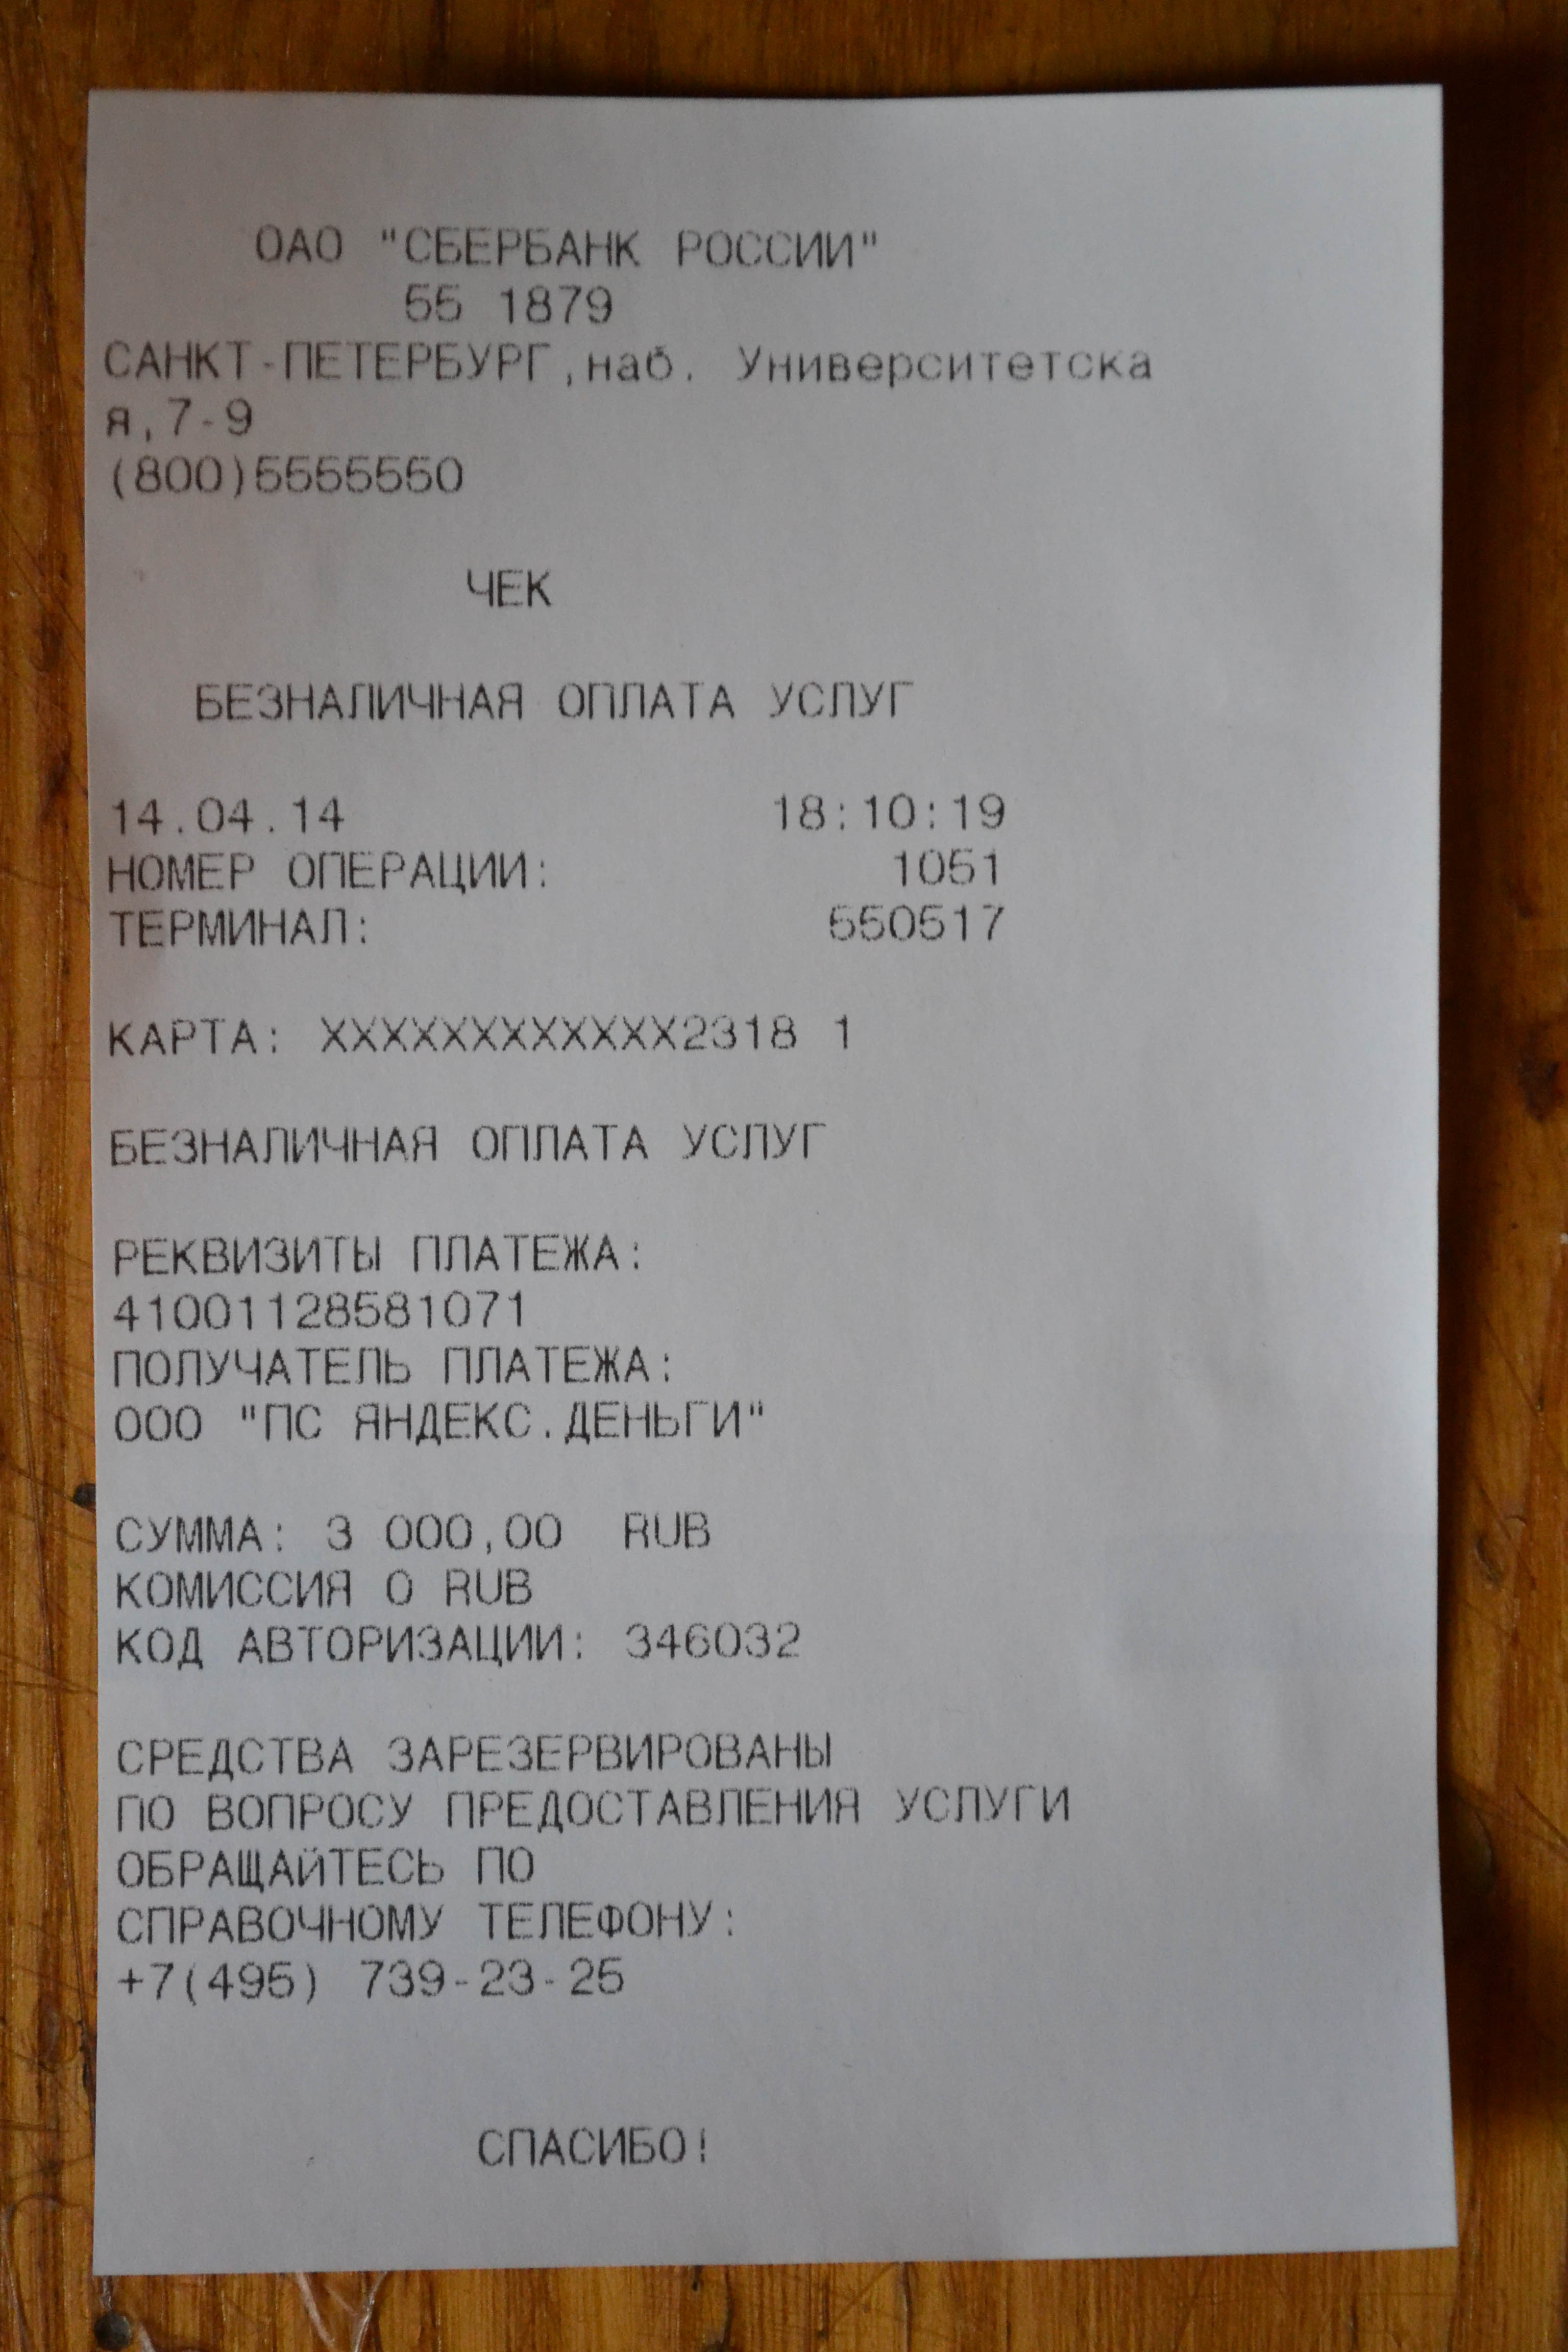 ОАО "СБЕРБАНК РОССИИ"
55 1879
САНКТ-ПЕТЕРБУРГ,наб. Университетска
я,7-9
(800)5555550
ЧЕК
БЕЗНАЛИЧНАЯ ОПЛАТА УСЛУГ
14.04.14 18:10:19
НОМЕР ОПЕРАЦИИ: 1051
ТЕРМИНАЛ: 550517
КАРТА: XXXXXXXXXXXX2318 1
БЕЗНАЛИЧНАЯ ОПЛАТА УСЛУГ
РЕКВИЗИТЫ ПЛАТЕЖА:
41001128581071
ПОЛУЧАТЕЛЬ ПЛАТЕЖА:
ООО "ПС ЯНДЕКС.ДЕНЬГИ"
СУММА: 3 000,00 RUB
КОМИССИЯ 0 RUB
КОД АВТОРИЗАЦИИ: 346032
СРЕДСТВА ЗАРЕЗЕРВИРОВАНЫ
ПО ВОПРОСУ ПРЕДОСТАВЛЕНИЯ УСЛУГИ
ОБРАЩАЙТЕСЬ ПО
СПРАВОЧНОМУ ТЕЛЕФОНУ:
+7(495) 739-23-25
СПАСИБО!